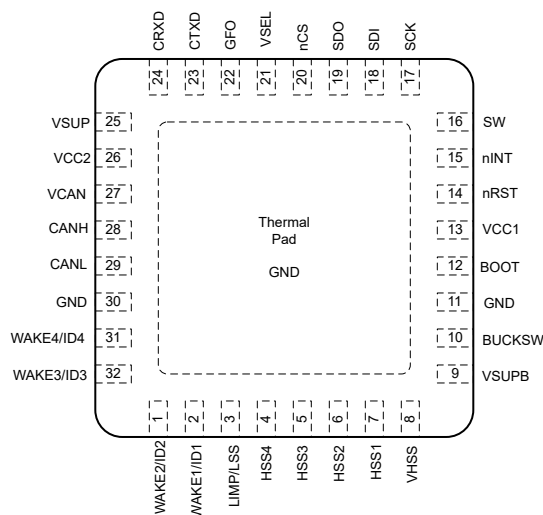 CRXD
CTXD
GFO
VSEL
nCS
SDO
SDI
SCK
24
23
22
21
20
19
18
17
VSUP 25
16 SW
VCC2 26
15 nINT
VCAN 27
14 nRST
CANH 28
13 VCC1
CANL 29
12 BOOT
GND 30
11 GND
WAKE4/ID4 31
10 BUCKSW
WAKE3/ID3 32
9 VSUPB
Thermal
Pad
GND
1
2
3
4
5
6
7
8
WAKE2/ID2
WAKE1/ID1
LIMP/LSS
HSS4
HSS3
HSS2
HSS1
VHSS